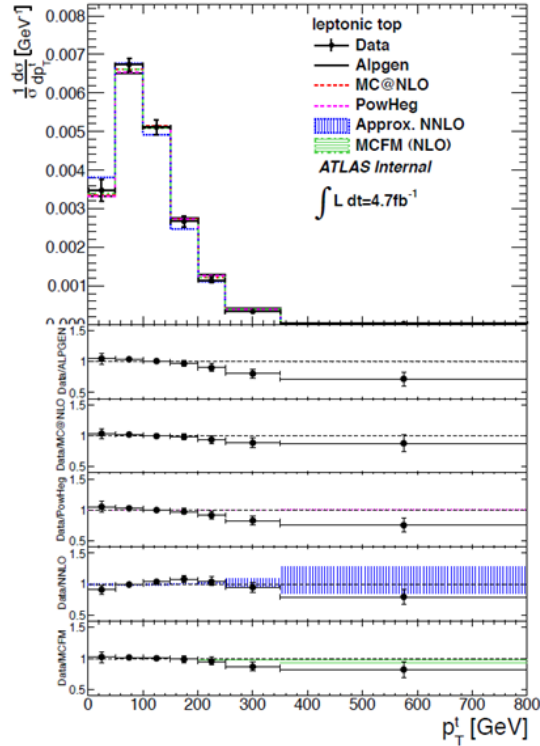 leptonic top
Data
Alpgen
MC@NLO
PowHeg
Approx. NNLO
MCFM (NLO)
ATLAS Internal
∫ L dt=4.7fb⁻¹
1/σ dσ/dp_T^t [GeV⁻¹]
0.008
0.007
0.006
0.005
0.004
0.003
0.002
0.001
0.000
Data/ALPGEN
1.5
1
0.5
Data/MC@NLO
1.5
1
0.5
Data/PowHeg
1.5
1
0.5
Data/NNLO
1.5
1
0.5
Data/MCFM
1.5
1
0.5
0 100 200 300 400 500 600 700 800
p_T^t [GeV]